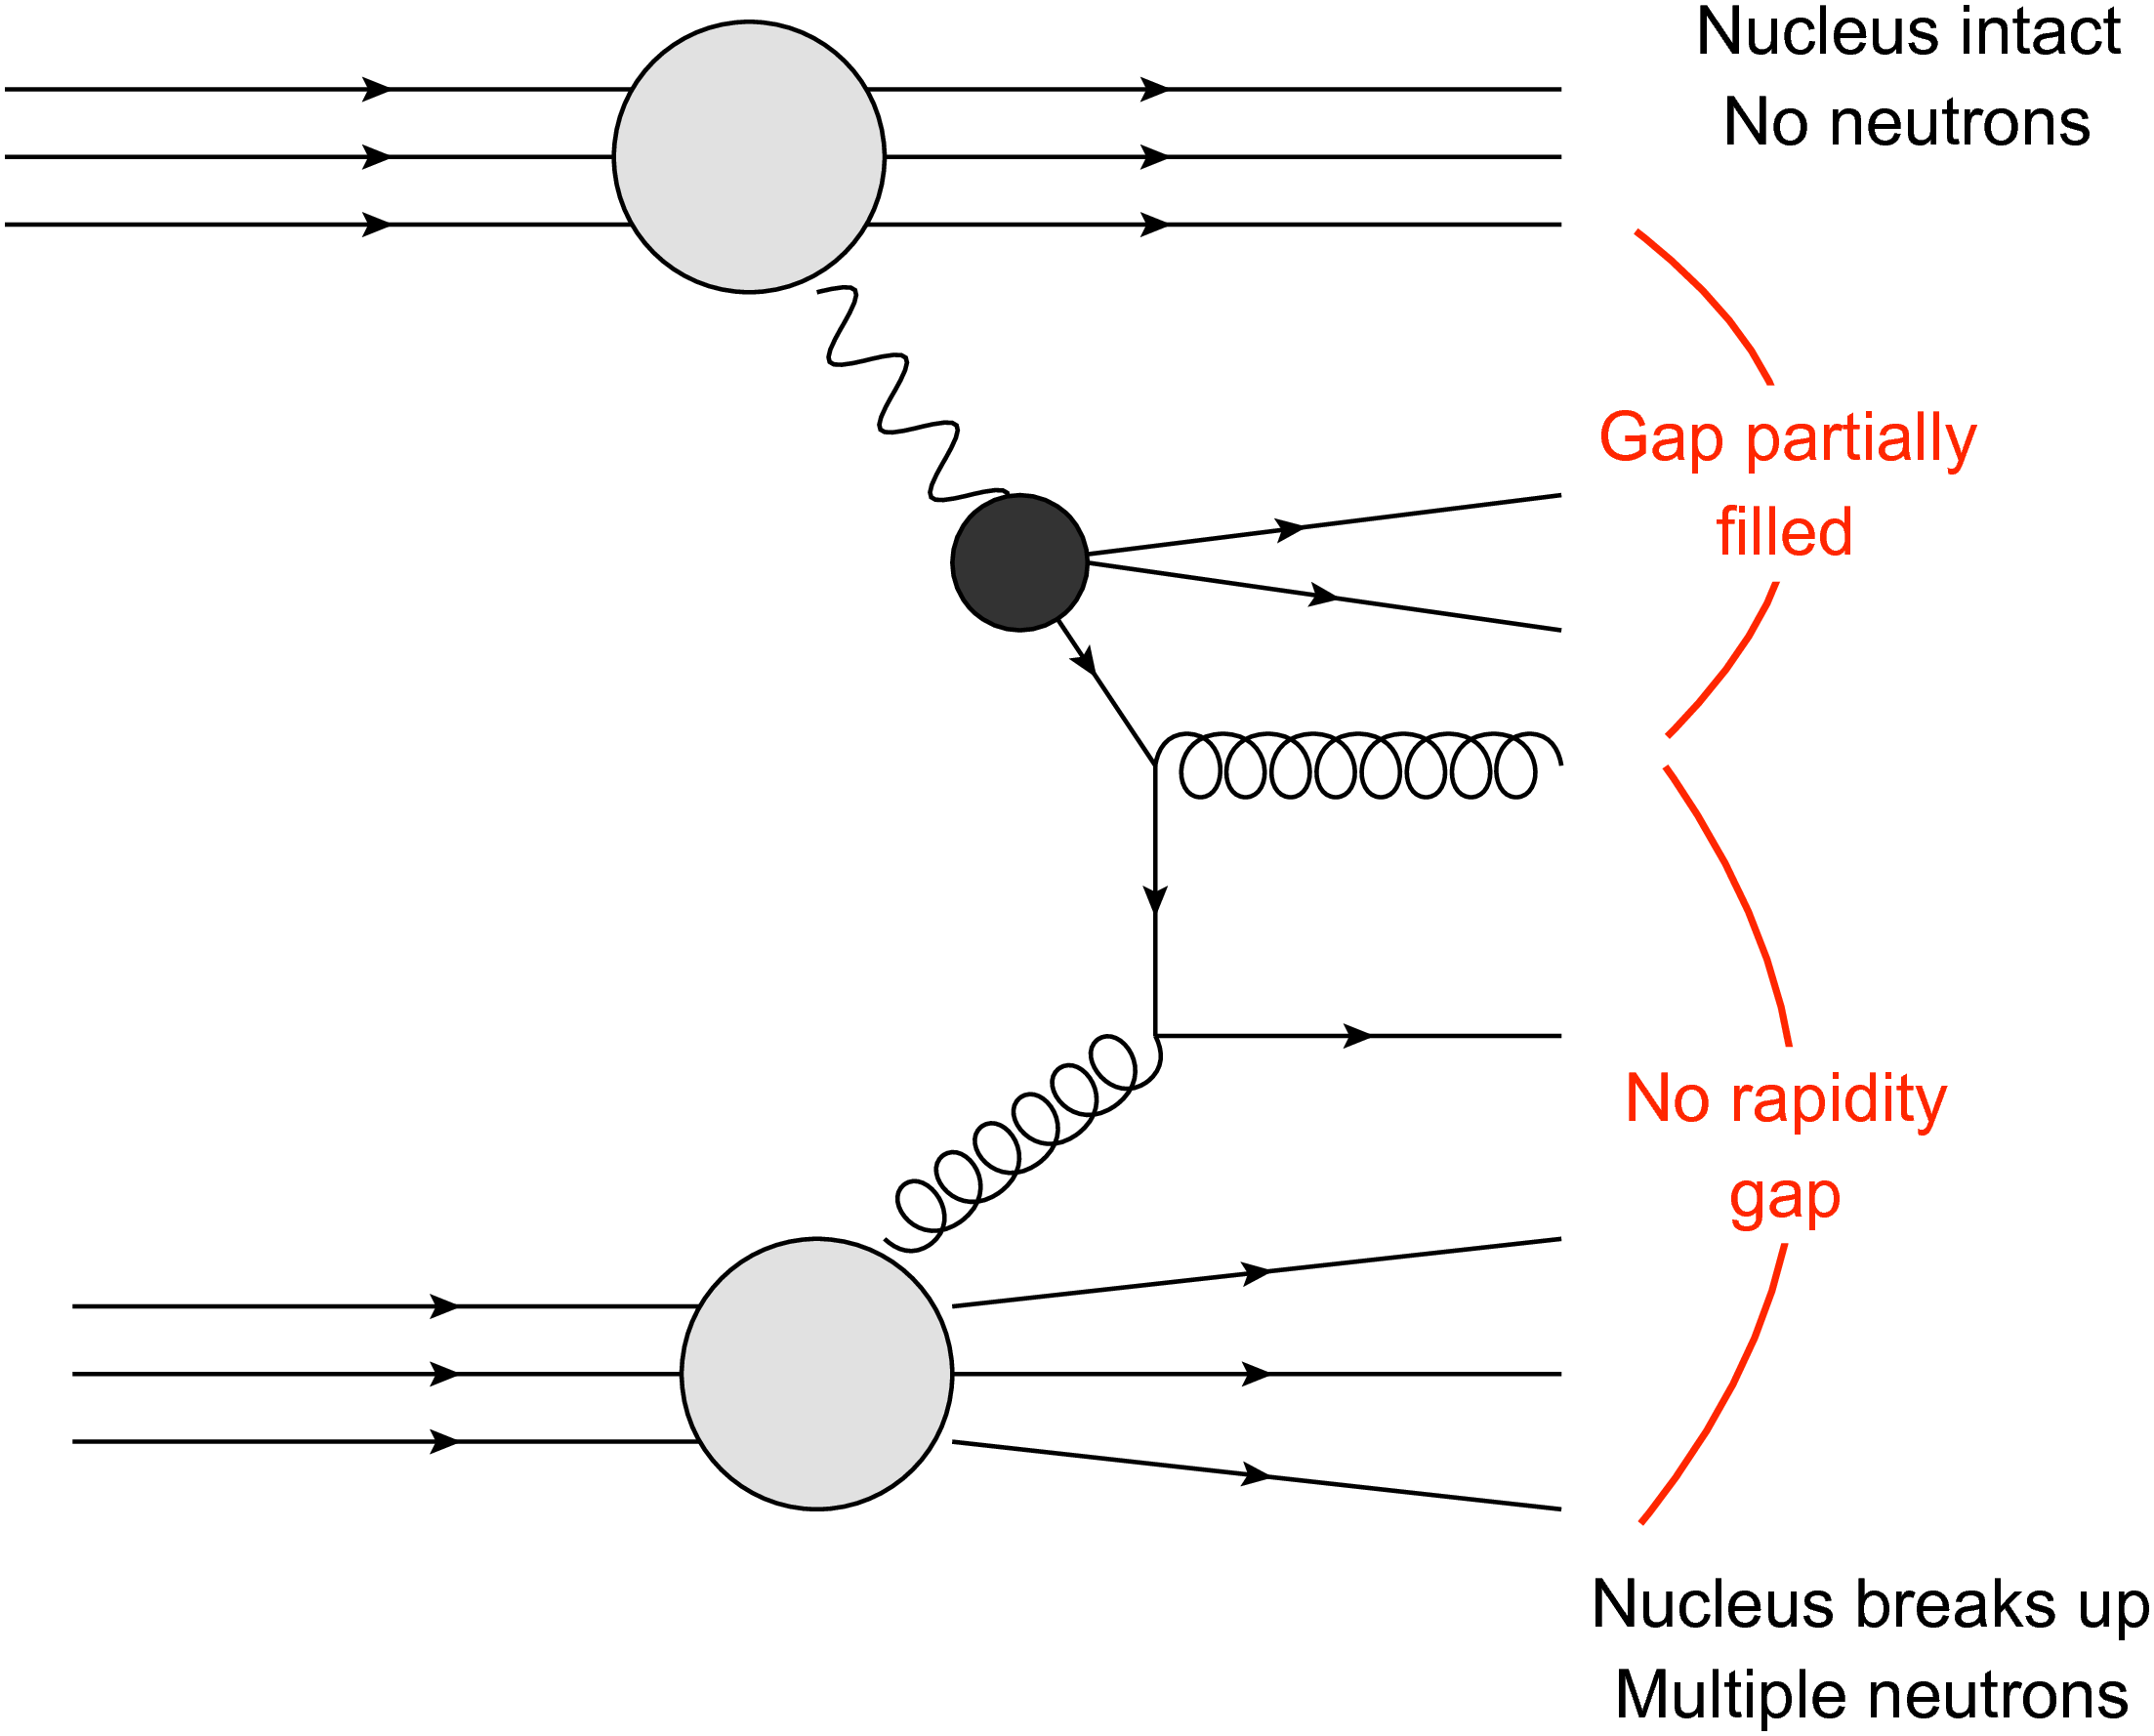 Nucleus intact
No neutrons
Gap partially
filled
No rapidity
gap
Nucleus breaks up
Multiple neutrons